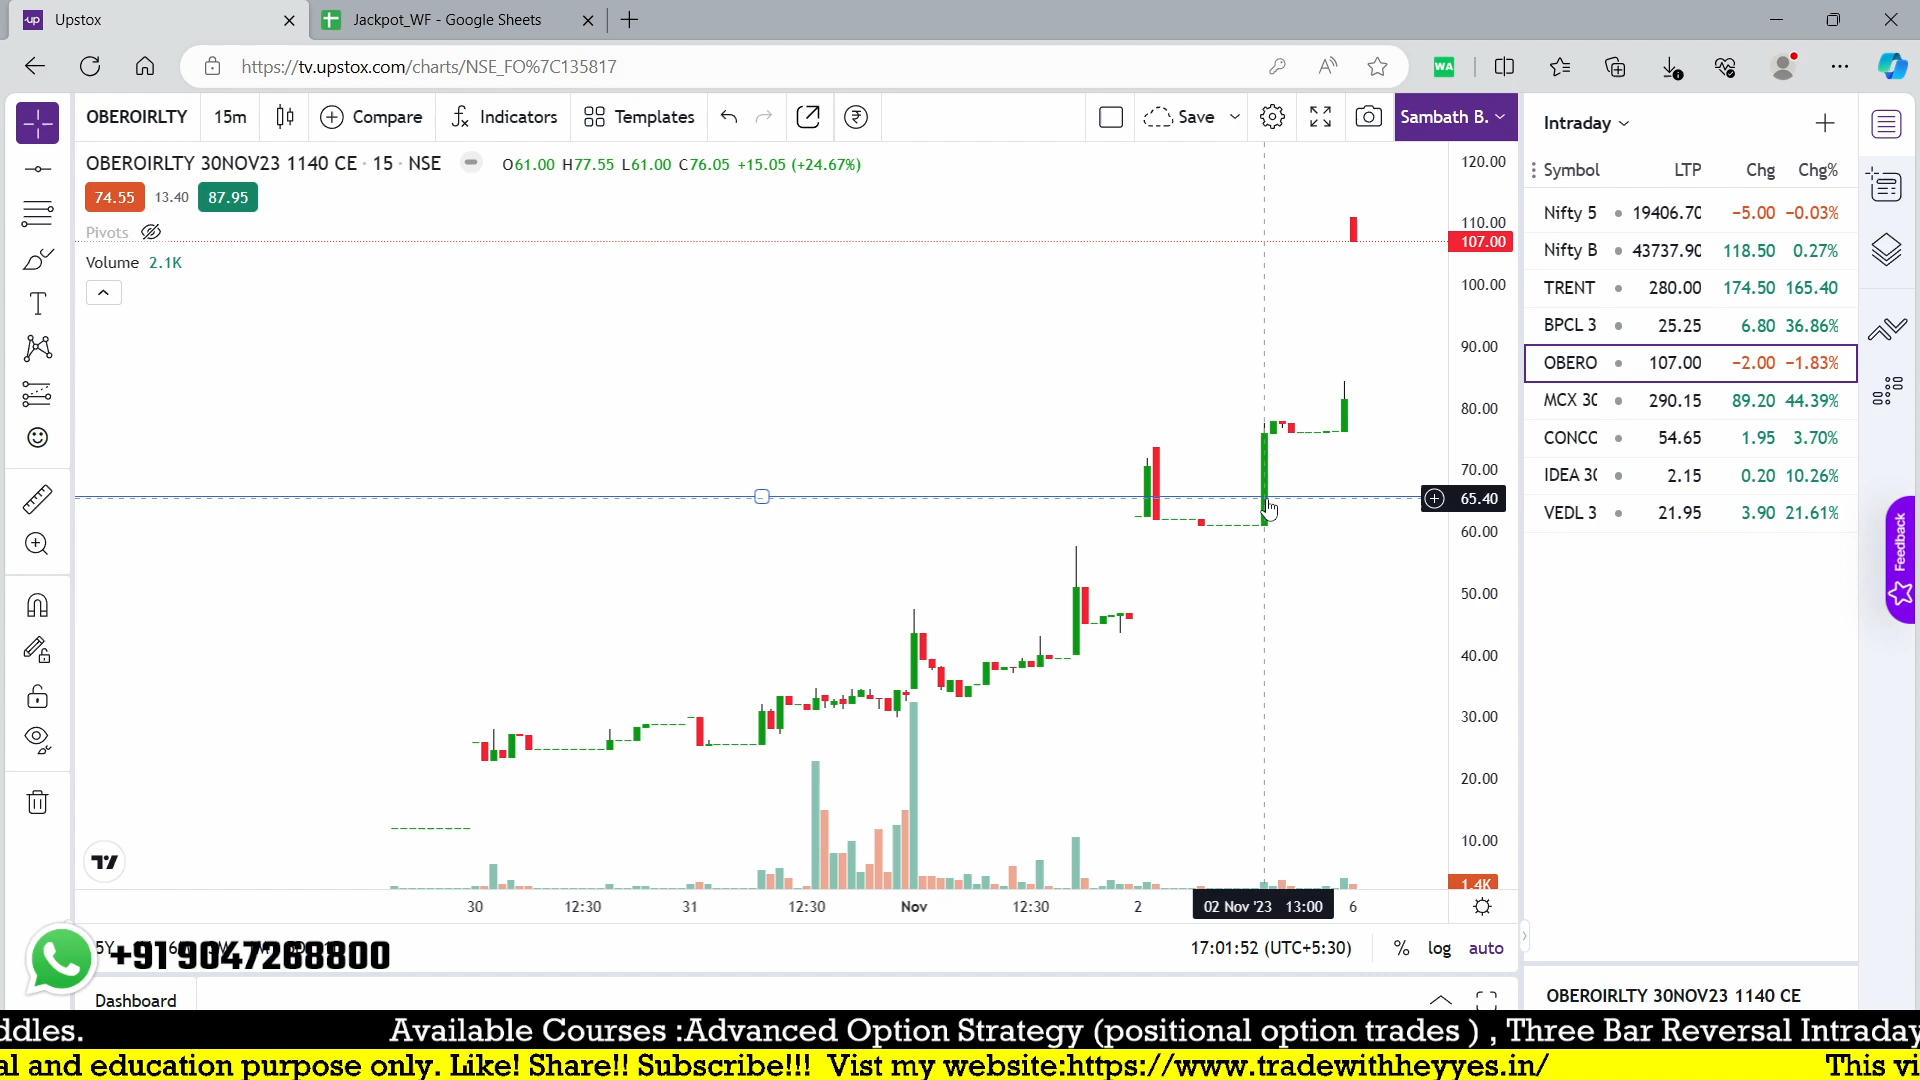 up Upstox
Jackpot_WF - Google Sheets
https://tv.upstox.com/charts/NSE_FO%7C135817
WA
OBEROIRLTY 15m Compare Indicators Templates Save Sambath B.
OBEROIRLTY 30NOV23 1140 CE · 15 · NSE O61.00 H77.55 L61.00 C76.05 +15.05 (+24.67%)
74.55 13.40 87.95
Pivots
Volume 2.1K
120.00
110.00
107.00
100.00
90.00
80.00
70.00
65.40
60.00
50.00
40.00
30.00
20.00
10.00
1.4K
30 12:30 31 12:30 Nov 12:30 2 02 Nov '23 13:00 6
5Y
17:01:52 (UTC+5:30) % log auto
+91 9047268800
Dashboard
Intraday
Symbol LTP Chg Chg%
Nifty 5 19406.70 −5.00 −0.03%
Nifty B 43737.90 118.50 0.27%
TRENT 280.00 174.50 165.40
BPCL 3 25.25 6.80 36.86%
OBERO 107.00 −2.00 −1.83%
MCX 30 290.15 89.20 44.39%
CONCC 54.65 1.95 3.70%
IDEA 30 2.15 0.20 10.26%
VEDL 3 21.95 3.90 21.61%
Feedback
OBEROIRLTY 30NOV23 1140 CE
ddles. Available Courses :Advanced Option Strategy (positional option trades ) , Three Bar Reversal Intraday
al and education purpose only. Like! Share!! Subscribe!!! Vist my website:https://www.tradewithheyyes.in/ This vi